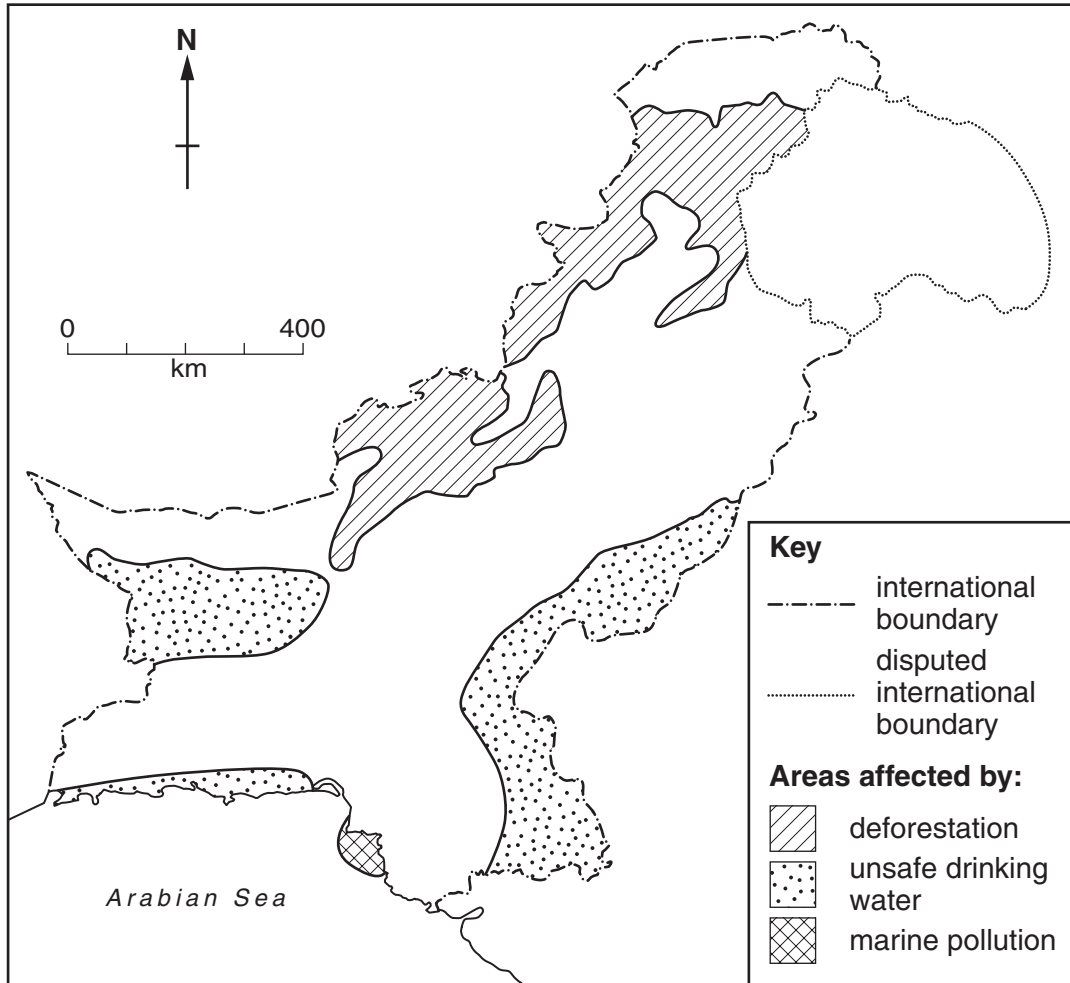 N
0 400
km
Arabian Sea
Key
international
boundary
disputed
international
boundary
Areas affected by:
deforestation
unsafe drinking
water
marine pollution